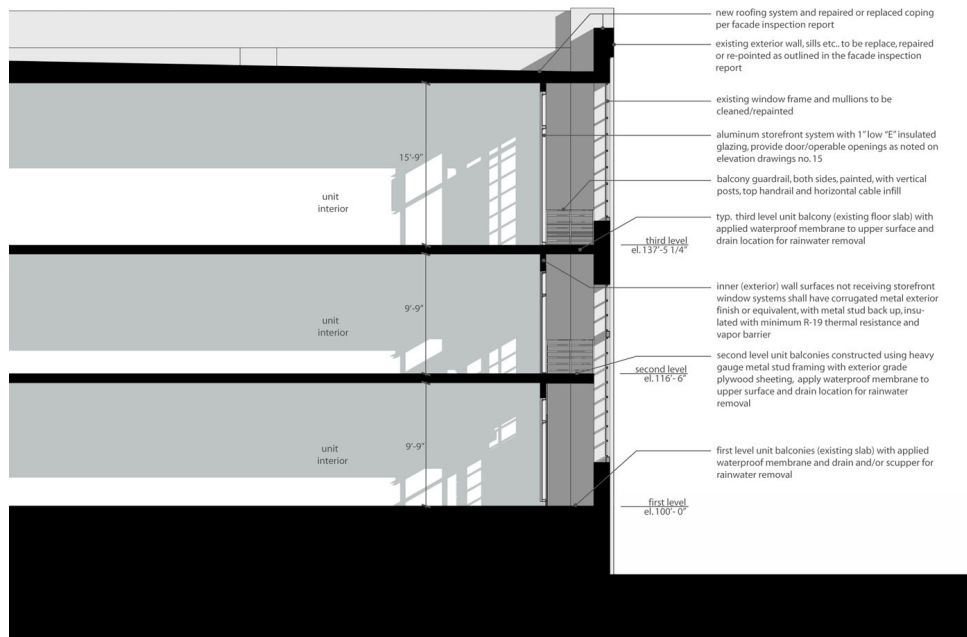 new roofing system and repaired or replaced coping
per facade inspection report
existing exterior wall, sills etc.. to be replace, repaired
or re-pointed as outlined in the facade inspection
report
existing window frame and mullions to be
cleaned/repainted
aluminum storefront system with 1" low "E" insulated
glazing, provide door/operable openings as noted on
elevation drawings no. 15
15'-9"
balcony guardrail, both sides, painted, with vertical
posts, top handrail and horizontal cable infill
unit
interior
typ. third level unit balcony (existing floor slab) with
applied waterproof membrane to upper surface and
drain location for rainwater removal
third level
el. 137'-5 1/4"
inner (exterior) wall surfaces not receiving storefront
window systems shall have corrugated metal exterior
finish or equivalent, with metal stud back up, insu-
lated with minimum R-19 thermal resistance and
vapor barrier
9'-9"
unit
interior
second level unit balconies constructed using heavy
gauge metal stud framing with exterior grade
plywood sheeting, apply waterproof membrane to
upper surface and drain location for rainwater
removal
second level
el. 116'- 6"
9'-9"
unit
interior
first level unit balconies (existing slab) with applied
waterproof membrane and drain and/or scupper for
rainwater removal
first level
el. 100'- 0"